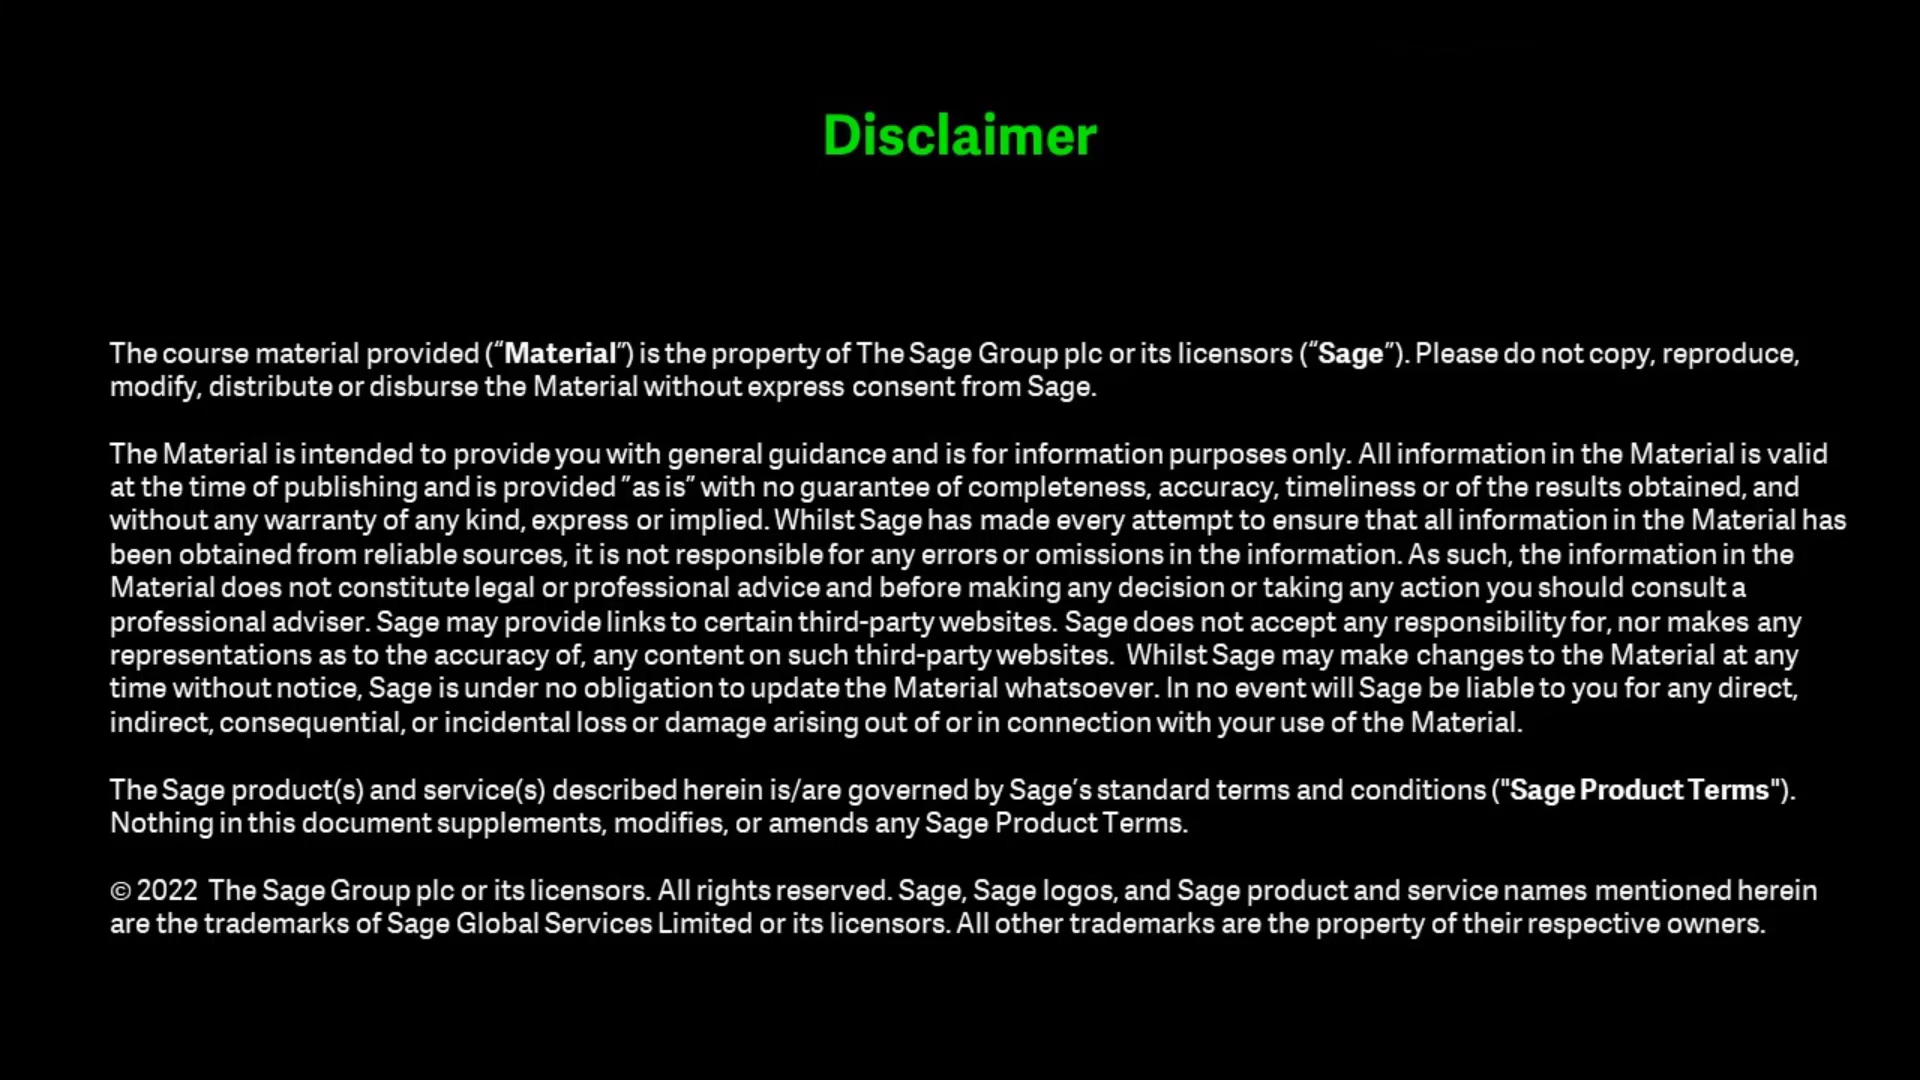 Disclaimer
The course material provided (“Material”) is the property of The Sage Group plc or its licensors (“Sage”). Please do not copy, reproduce,
modify, distribute or disburse the Material without express consent from Sage.
The Material is intended to provide you with general guidance and is for information purposes only. All information in the Material is valid
at the time of publishing and is provided ”as is” with no guarantee of completeness, accuracy, timeliness or of the results obtained, and
without any warranty of any kind, express or implied. Whilst Sage has made every attempt to ensure that all information in the Material has
been obtained from reliable sources, it is not responsible for any errors or omissions in the information. As such, the information in the
Material does not constitute legal or professional advice and before making any decision or taking any action you should consult a
professional adviser. Sage may provide links to certain third-party websites. Sage does not accept any responsibility for, nor makes any
representations as to the accuracy of, any content on such third-party websites.  Whilst Sage may make changes to the Material at any
time without notice, Sage is under no obligation to update the Material whatsoever. In no event will Sage be liable to you for any direct,
indirect, consequential, or incidental loss or damage arising out of or in connection with your use of the Material.
The Sage product(s) and service(s) described herein is/are governed by Sage’s standard terms and conditions ("Sage Product Terms").
Nothing in this document supplements, modifies, or amends any Sage Product Terms.
© 2022  The Sage Group plc or its licensors. All rights reserved. Sage, Sage logos, and Sage product and service names mentioned herein
are the trademarks of Sage Global Services Limited or its licensors. All other trademarks are the property of their respective owners.